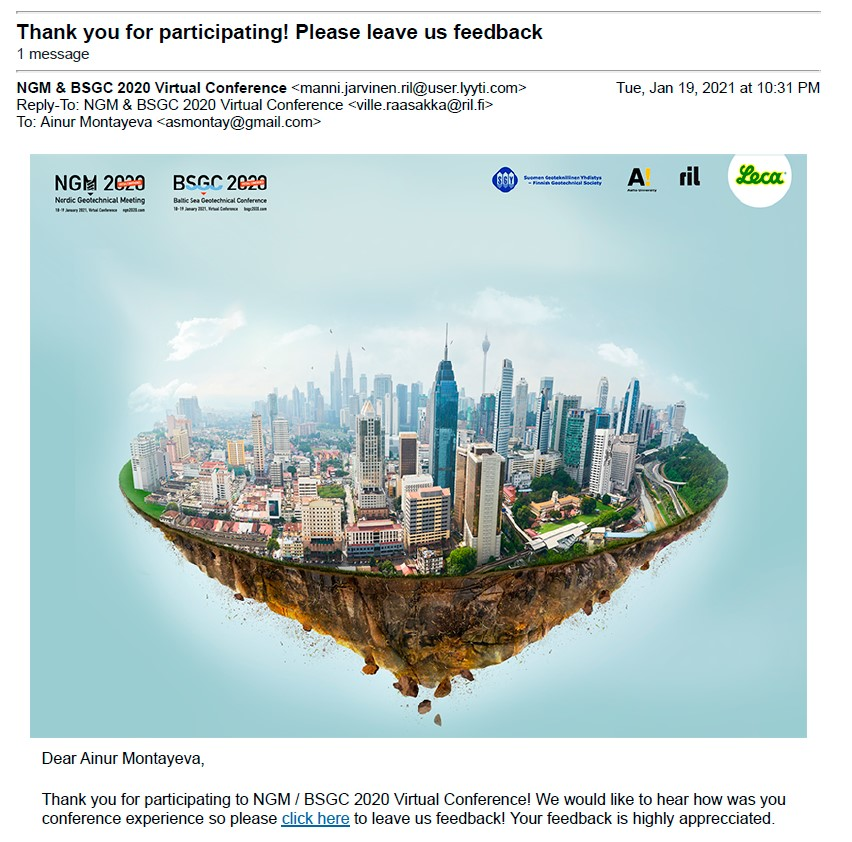 Thank you for participating! Please leave us feedback
1 message
NGM & BSGC 2020 Virtual Conference <manni.jarvinen.ril@user.lyyti.com> Tue, Jan 19, 2021 at 10:31 PM
Reply-To: NGM & BSGC 2020 Virtual Conference <ville.raasakka@ril.fi>
To: Ainur Montayeva <asmontay@gmail.com>
NGM 2020
Nordic Geotechnical Meeting
18-19 January 2021, Virtual Conference ngm2020.com
BSGC 2020
Baltic Sea Geotechnical Conference
18-19 January 2021, Virtual Conference bsgc2020.com
SGY
Suomen Geoteknillinen Yhdistys
– Finnish Geotechnical Society
A!
Aalto University
ril
Leca
Dear Ainur Montayeva,
Thank you for participating to NGM / BSGC 2020 Virtual Conference! We would like to hear how was you
conference experience so please click here to leave us feedback! Your feedback is highly apprecciated.